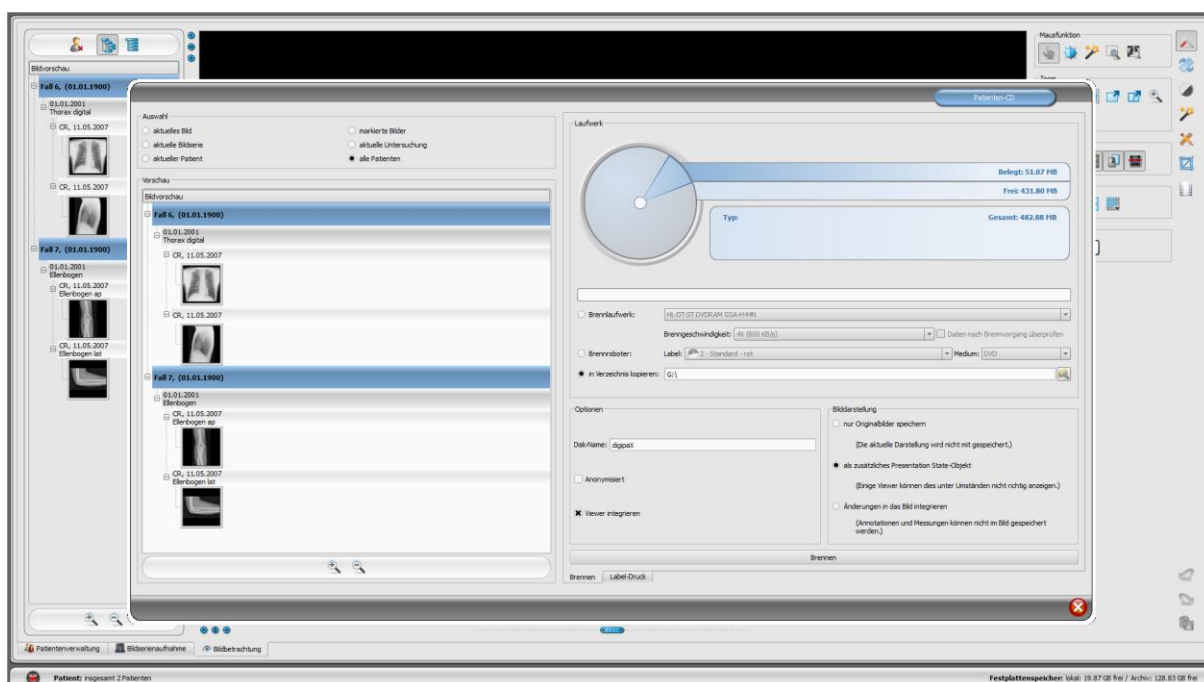 Mausfunktion
Bildvorschau
Fall 6, (01.01.1900)
01.01.2001
Thorax digital
CR, 11.05.2007
CR, 11.05.2007
Fall 7, (01.01.1900)
01.01.2001
Ellenbogen
CR, 11.05.2007
Ellenbogen ap
CR, 11.05.2007
Ellenbogen lat
Patienten-CD
Auswahl
aktuelles Bild
markierte Bilder
aktuelle Bildserie
aktuelle Untersuchung
aktueller Patient
alle Patienten
Vorschau
Bildvorschau
Fall 6, (01.01.1900)
01.01.2001
Thorax digital
CR, 11.05.2007
CR, 11.05.2007
Fall 7, (01.01.1900)
01.01.2001
Ellenbogen
CR, 11.05.2007
Ellenbogen ap
CR, 11.05.2007
Ellenbogen lat
Laufwerk
Belegt: 51.07 MB
Frei: 431.80 MB
Typ: Gesamt: 482.88 MB
Brennlaufwerk: HL-DT-ST DVDRAM GSA-H44N
Brenngeschwindigkeit: 4X (600 KB/s) Daten nach Brennvorgang überprüfen
Brennroboter: Label: 2 - Standard - rot Medium: DVD
in Verzeichnis kopieren: G:\
Optionen
Disk-Name: digipaX
Anonymisiert
Viewer integrieren
Bilddarstellung
nur Originalbilder speichern
(Die aktuelle Darstellung wird nicht mit gespeichert.)
als zusätzliches Presentation State-Objekt
(Einige Viewer können dies unter Umständen nicht richtig anzeigen.)
Änderungen in das Bild integrieren
(Annotationen und Messungen können nicht im Bild gespeichert
werden.)
Brennen
Brennen Label-Druck
Patientenverwaltung Bildserienaufnahme Bildbetrachtung
Patient: insgesamt 2 Patienten
Festplattenspeicher: lokal: 19.87 GB frei / Archiv: 128.83 GB frei